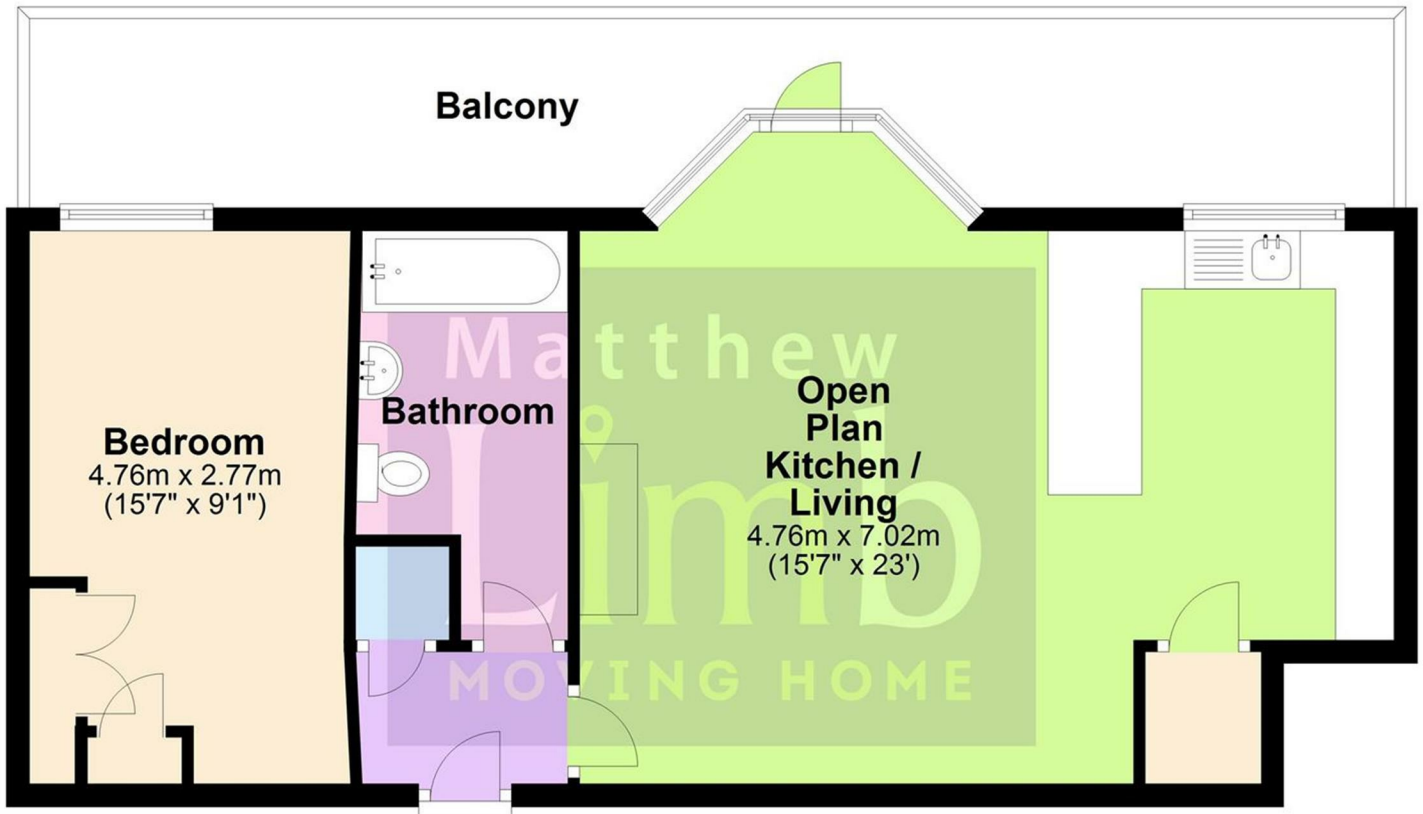 Balcony
Matthew
Limb
MOVING HOME
Bedroom
4.76m x 2.77m
(15'7" x 9'1")
Bathroom
Open
Plan
Kitchen /
Living
4.76m x 7.02m
(15'7" x 23')